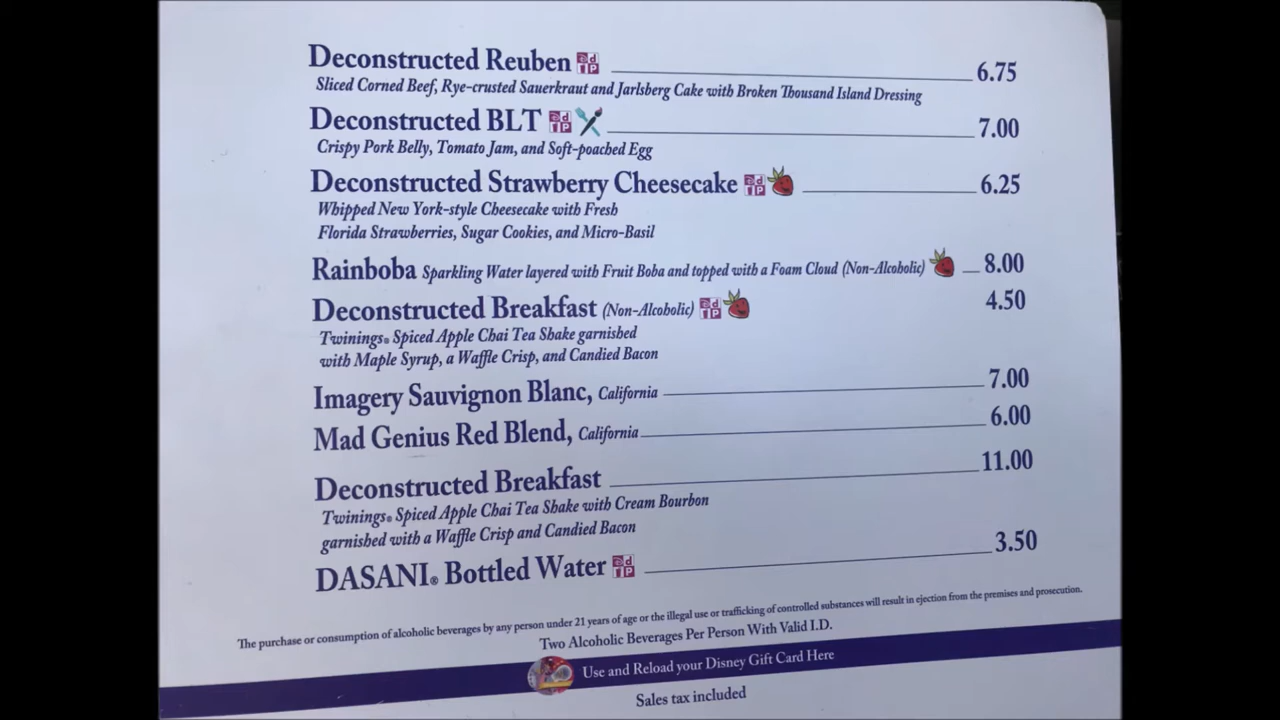 Deconstructed Reuben 6.75
Sliced Corned Beef, Rye-crusted Sauerkraut and Jarlsberg Cake with Broken Thousand Island Dressing
Deconstructed BLT 7.00
Crispy Pork Belly, Tomato Jam, and Soft-poached Egg
Deconstructed Strawberry Cheesecake 6.25
Whipped New York-style Cheesecake with Fresh
Florida Strawberries, Sugar Cookies, and Micro-Basil
Rainboba Sparkling Water layered with Fruit Boba and topped with a Foam Cloud (Non-Alcoholic) 8.00
Deconstructed Breakfast (Non-Alcoholic) 4.50
Twinings® Spiced Apple Chai Tea Shake garnished
with Maple Syrup, a Waffle Crisp, and Candied Bacon
Imagery Sauvignon Blanc, California 7.00
Mad Genius Red Blend, California 6.00
Deconstructed Breakfast 11.00
Twinings® Spiced Apple Chai Tea Shake with Cream Bourbon
garnished with a Waffle Crisp and Candied Bacon
DASANI® Bottled Water 3.50
The purchase or consumption of alcoholic beverages by any person under 21 years of age or the illegal use or trafficking of controlled substances will result in ejection from the premises and prosecution.
Two Alcoholic Beverages Per Person With Valid I.D.
Use and Reload your Disney Gift Card Here
Sales tax included